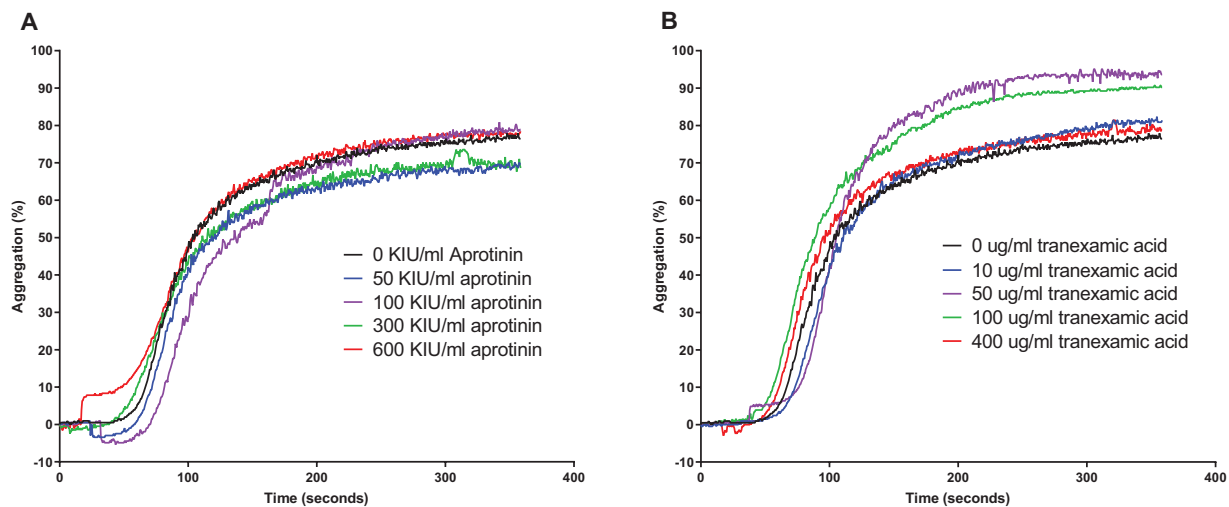 A
100
90
80
70
60
50
40
30
20
10
0
-10
Aggregation (%)
0 100 200 300 400
Time (seconds)
0 KIU/ml Aprotinin
50 KIU/ml aprotinin
100 KIU/ml aprotinin
300 KIU/ml aprotinin
600 KIU/ml aprotinin
B
100
90
80
70
60
50
40
30
20
10
0
-10
Aggregation (%)
0 100 200 300 400
Time (seconds)
0 ug/ml tranexamic acid
10 ug/ml tranexamic acid
50 ug/ml tranexamic acid
100 ug/ml tranexamic acid
400 ug/ml tranexamic acid